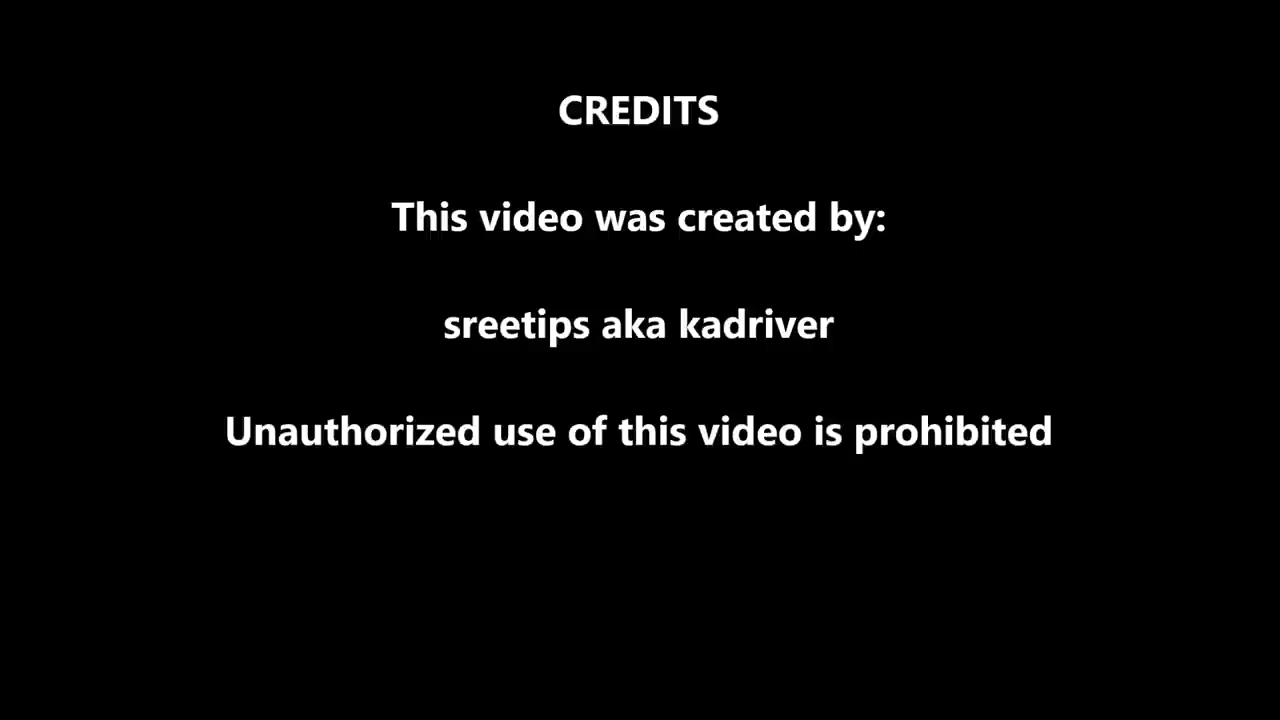 CREDITS
This video was created by:
sreetips aka kadriver
Unauthorized use of this video is prohibited